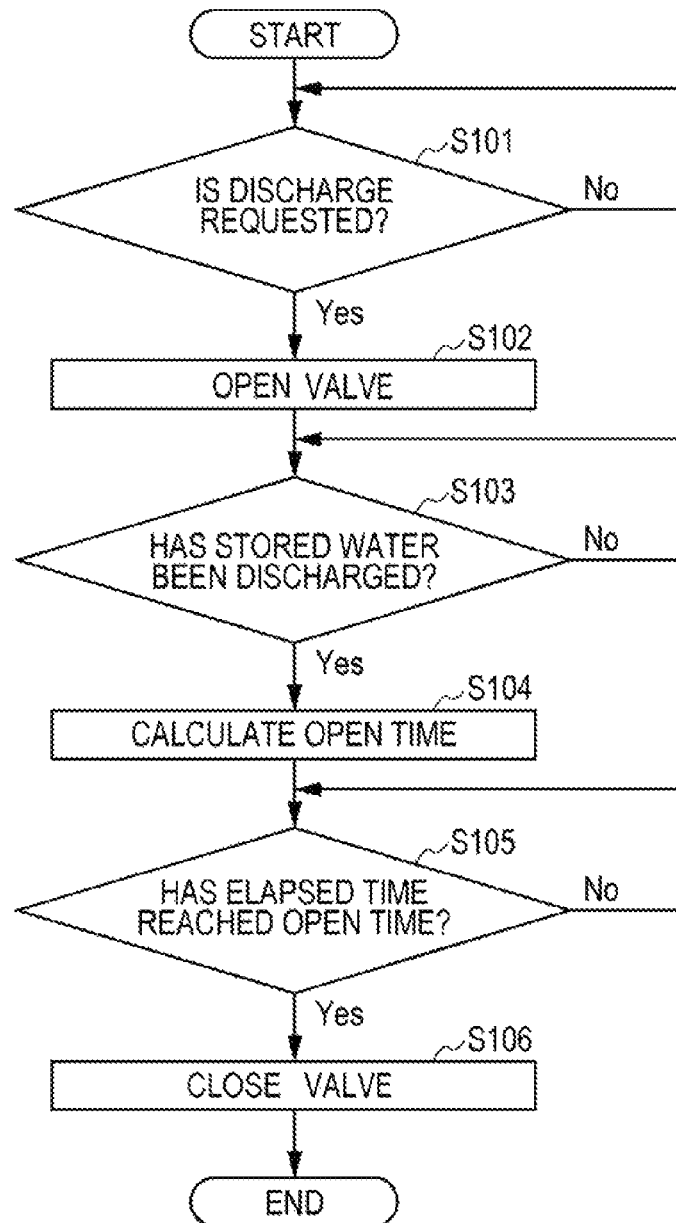 START
S101
IS DISCHARGE
REQUESTED?
No
Yes
S102
OPEN VALVE
S103
HAS STORED WATER
BEEN DISCHARGED?
No
Yes
S104
CALCULATE OPEN TIME
S105
HAS ELAPSED TIME
REACHED OPEN TIME?
No
Yes
S106
CLOSE VALVE
END